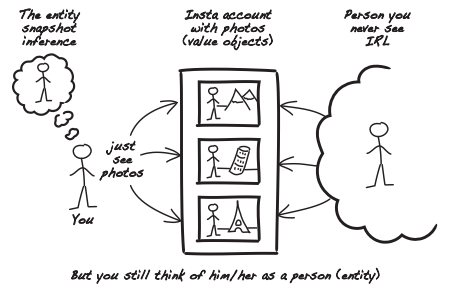 The entity
snapshot
inference
Insta account
with photos
(value objects)
Person you
never see
IRL
just
see
photos
You
But you still think of him/her as a person (entity)